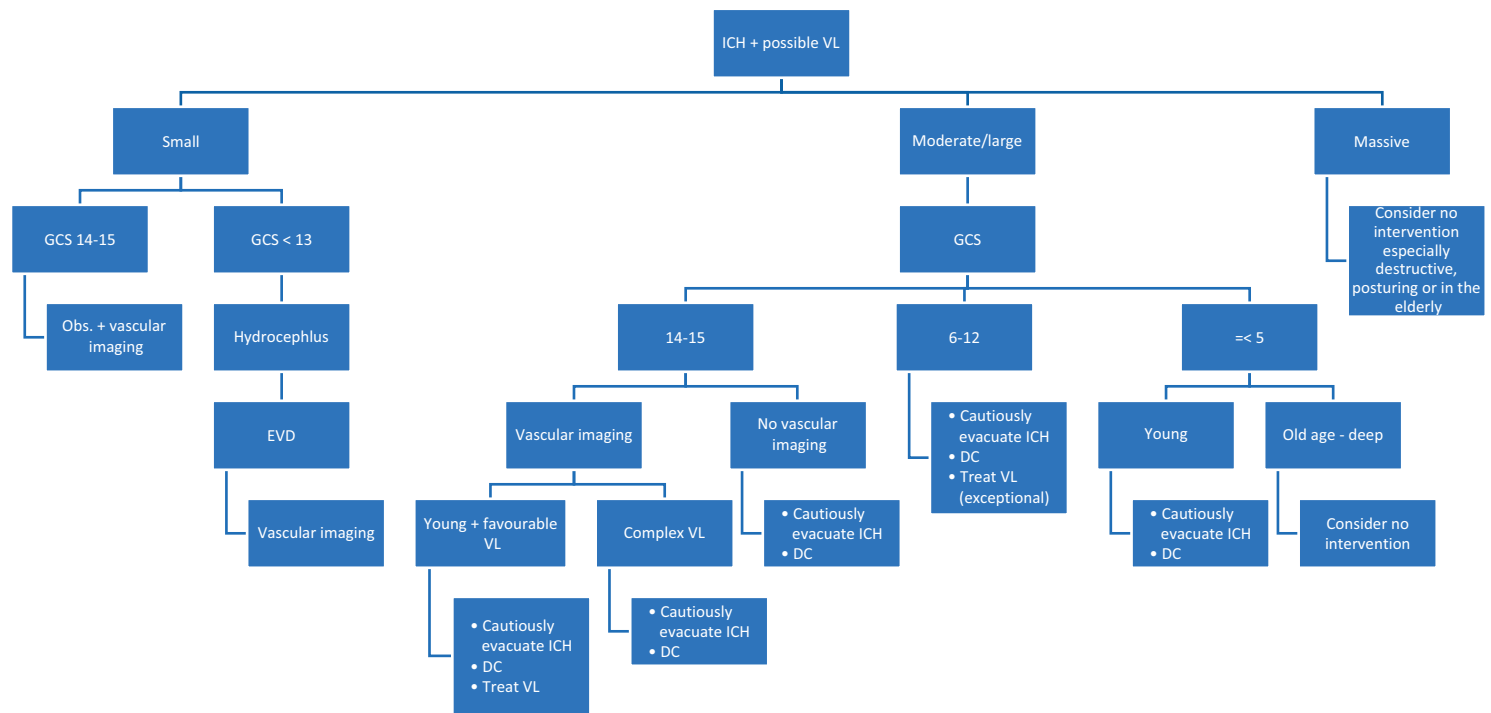 ICH + possible VL
Small
Moderate/large
Massive
GCS 14-15
GCS < 13
GCS
Consider no
intervention
especially
destructive,
posturing or in the
elderly
Obs. + vascular
imaging
Hydrocephlus
14-15
6-12
=< 5
EVD
Vascular imaging
No vascular
imaging
• Cautiously
evacuate ICH
• DC
• Treat VL
(exceptional)
Young
Old age - deep
Vascular imaging
Young + favourable
VL
Complex VL
• Cautiously
evacuate ICH
• DC
• Cautiously
evacuate ICH
• DC
Consider no
intervention
• Cautiously
evacuate ICH
• DC
• Treat VL
• Cautiously
evacuate ICH
• DC